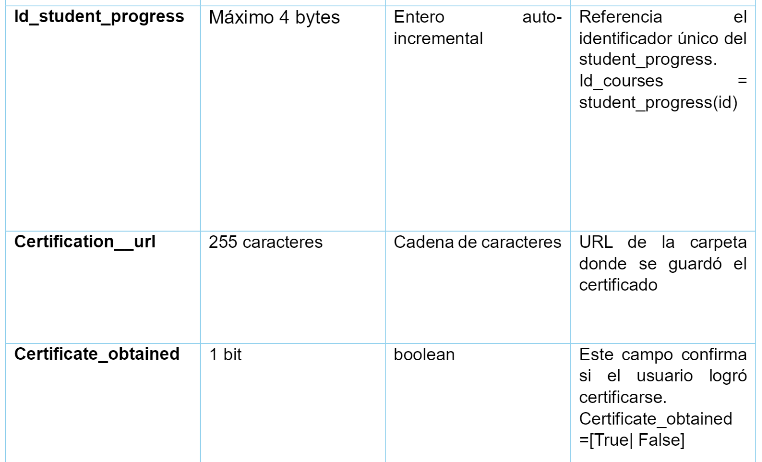 Id_student_progress
Máximo 4 bytes
Entero auto-
incremental
Referencia el
identificador único del
student_progress.
Id_courses =
student_progress(id)
Certification__url
255 caracteres
Cadena de caracteres
URL de la carpeta
donde se guardó el
certificado
Certificate_obtained
1 bit
boolean
Este campo confirma
si el usuario logró
certificarse.
Certificate_obtained
=[True| False]